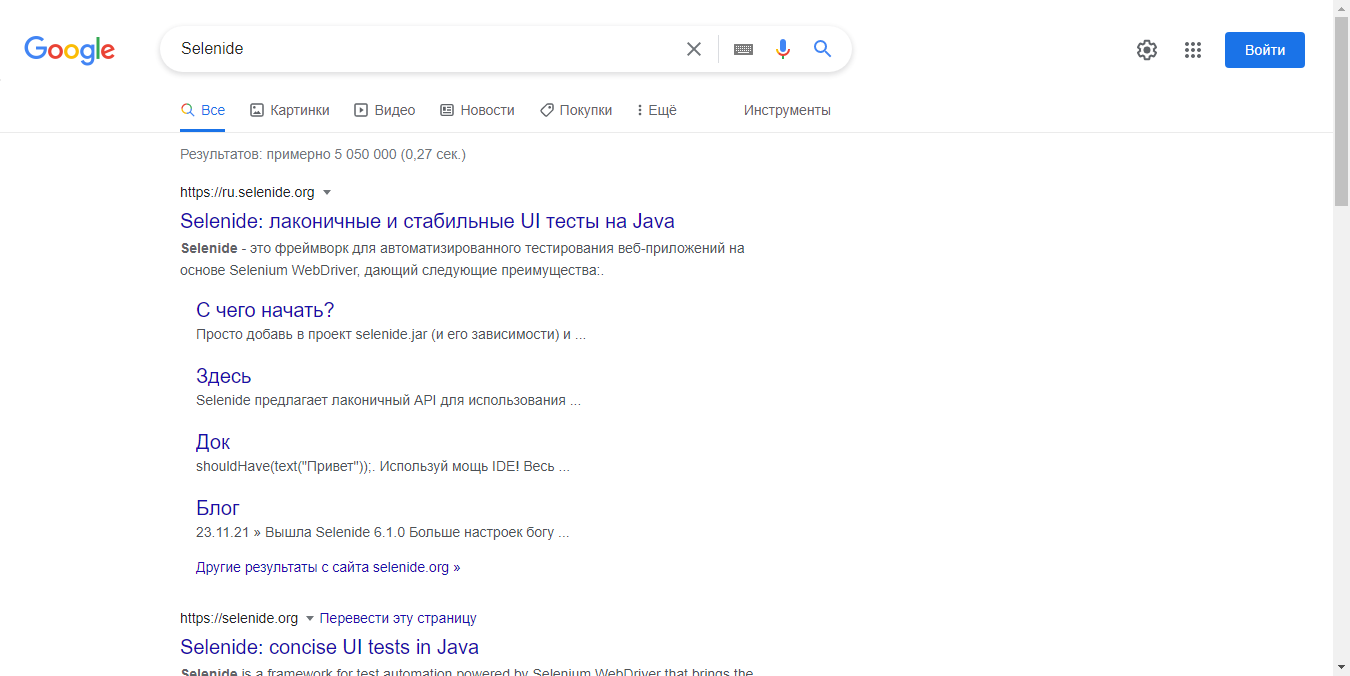 Google
Selenide
Войти
Все
Картинки
Видео
Новости
Покупки
Ещё
Инструменты
Результатов: примерно 5 050 000 (0,27 сек.)
https://ru.selenide.org
Selenide: лаконичные и стабильные UI тесты на Java
Selenide - это фреймворк для автоматизированного тестирования веб-приложений на
основе Selenium WebDriver, дающий следующие преимущества:.
С чего начать?
Просто добавь в проект selenide.jar (и его зависимости) и ...
Здесь
Selenide предлагает лаконичный API для использования ...
Док
shouldHave(text("Привет"));. Используй мощь IDE! Весь ...
Блог
23.11.21 » Вышла Selenide 6.1.0 Больше настроек богу ...
Другие результаты с сайта selenide.org »
https://selenide.org Перевести эту страницу
Selenide: concise UI tests in Java
Selenide is a framework for test automation powered by Selenium WebDriver that brings the